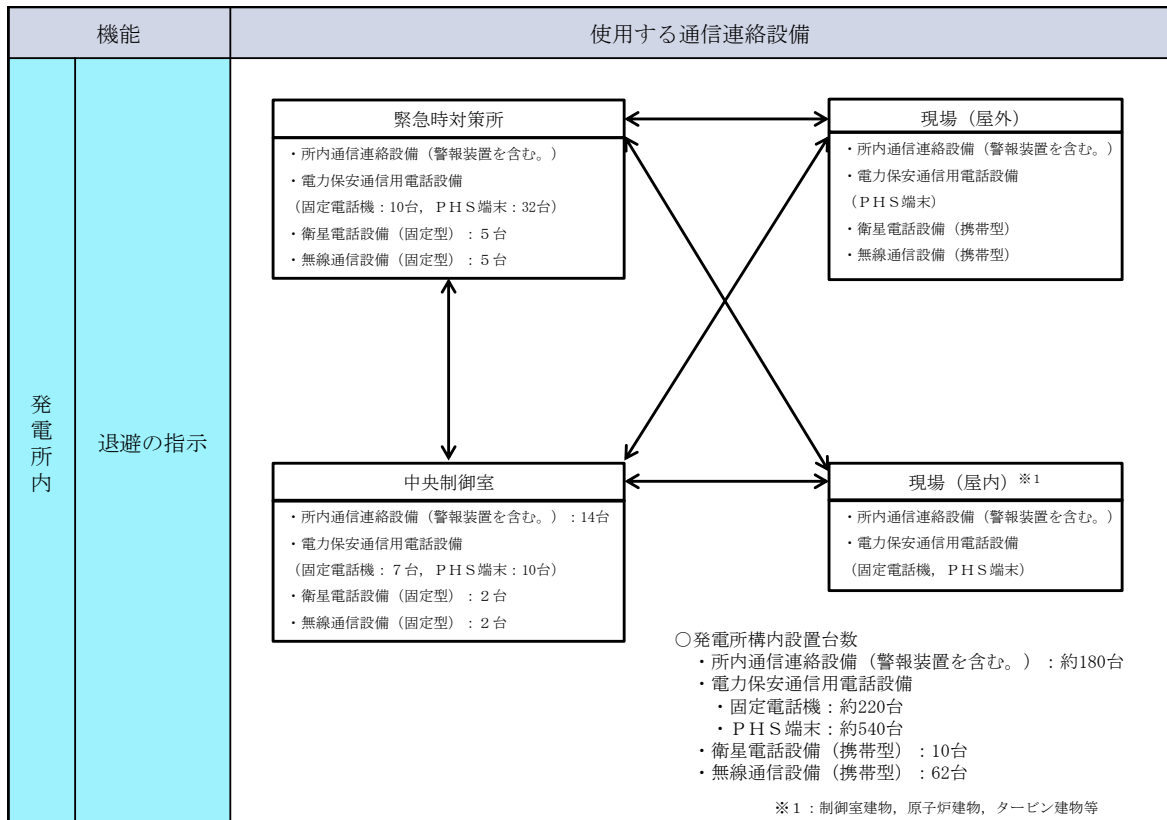 機能
使用する通信連絡設備
発電所内
退避の指示
緊急時対策所
・所内通信連絡設備（警報装置を含む。）
・電力保安通信用電話設備
（固定電話機：10台，ＰＨＳ端末：32台）
・衛星電話設備（固定型）：５台
・無線通信設備（固定型）：５台
現場（屋外）
・所内通信連絡設備（警報装置を含む。）
・電力保安通信用電話設備
（ＰＨＳ端末）
・衛星電話設備（携帯型）
・無線通信設備（携帯型）
中央制御室
・所内通信連絡設備（警報装置を含む。）：14台
・電力保安通信用電話設備
（固定電話機：７台，ＰＨＳ端末：10台）
・衛星電話設備（固定型）：２台
・無線通信設備（固定型）：２台
現場（屋内）※1
・所内通信連絡設備（警報装置を含む。）
・電力保安通信用電話設備
（固定電話機，ＰＨＳ端末）
○発電所構内設置台数
・所内通信連絡設備（警報装置を含む。）：約180台
・電力保安通信用電話設備
・固定電話機：約220台
・ＰＨＳ端末：約540台
・衛星電話設備（携帯型）：10台
・無線通信設備（携帯型）：62台
※１：制御室建物，原子炉建物，タービン建物等